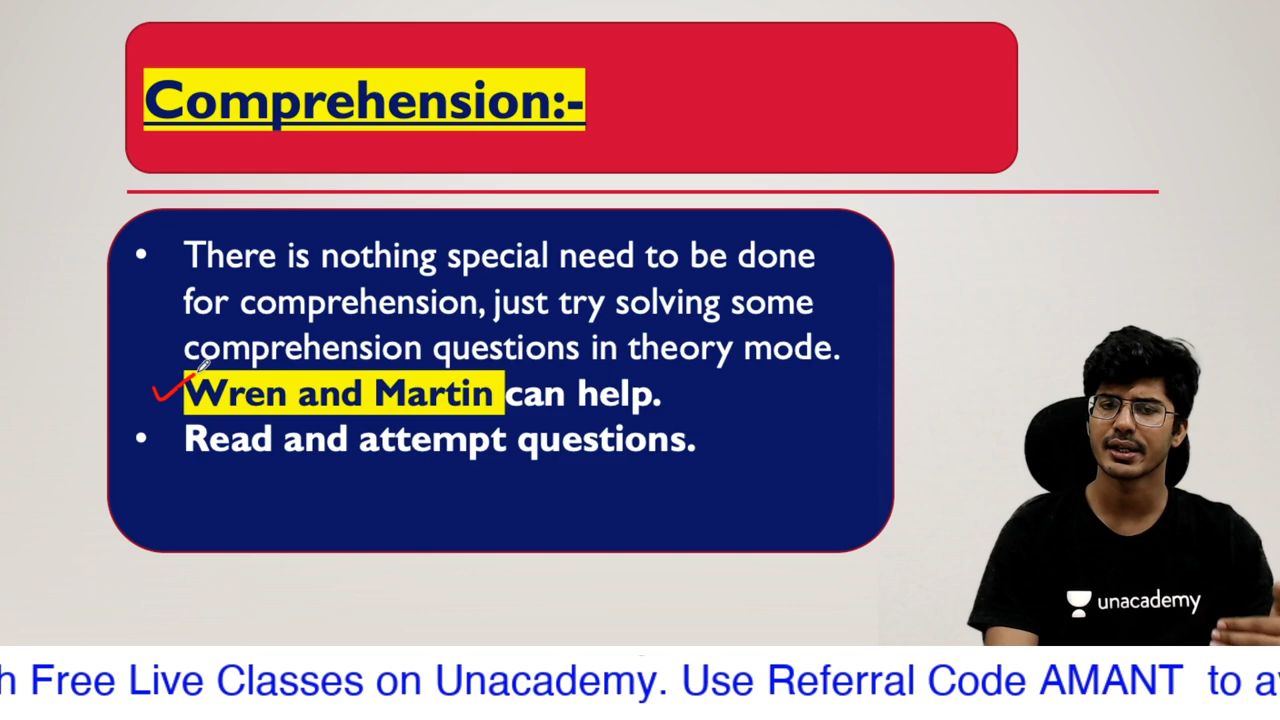 Comprehension:-
• There is nothing special need to be done
for comprehension, just try solving some
comprehension questions in theory mode.
Wren and Martin can help.
• Read and attempt questions.
unacademy
h Free Live Classes on Unacademy. Use Referral Code AMANT to a